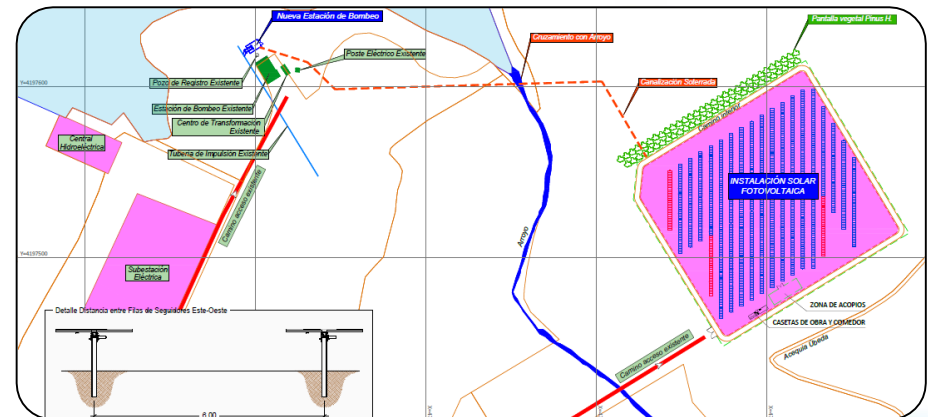 Nueva Estación de Bombeo
Pantalla vegetal Pinus H.
Cruzamiento con Arroyo
Poste Eléctrico Existente
Y=4197600
Pozo de Registro Existente
Canalización Soterrada
Estación de Bombeo Existente
Camino Inferior
Centro de Transformación
Existente
Central
Hidroeléctrica
Tubería de Impulsión Existente
INSTALACIÓN SOLAR
FOTOVOLTAICA
Camino acceso existente
Arroyo
Y=4197500
Subestación
Eléctrica
ZONA DE ACOPIOS
Detalle Distancia entre Filas de Seguidores Este-Oeste
CASETAS DE OBRA Y COMEDOR
Acequia Úbeda
Camino acceso existente
6.00